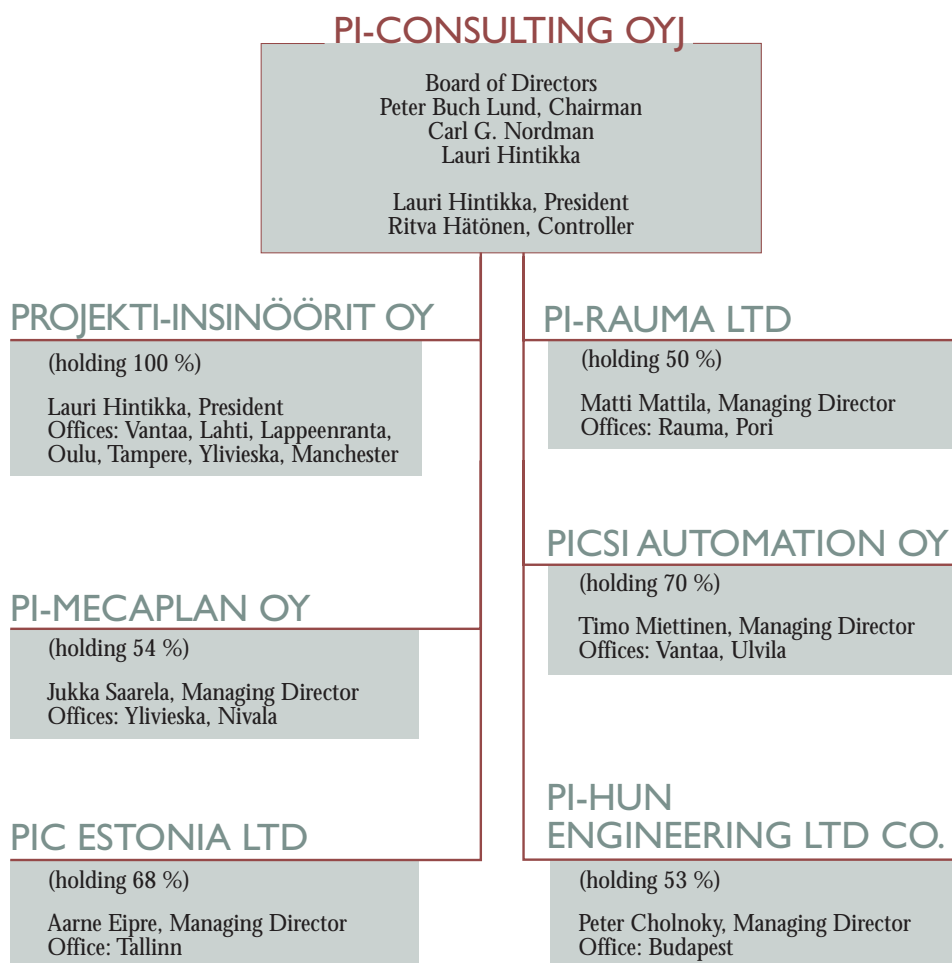 PI-CONSULTING OYJ
Board of Directors
Peter Buch Lund, Chairman
Carl G. Nordman
Lauri Hintikka
Lauri Hintikka, President
Ritva Hätönen, Controller
PROJEKTI-INSINÖÖRIT OY
(holding 100 %)
Lauri Hintikka, President
Offices: Vantaa, Lahti, Lappeenranta,
Oulu, Tampere, Ylivieska, Manchester
PI-RAUMA LTD
(holding 50 %)
Matti Mattila, Managing Director
Offices: Rauma, Pori
PI-MECAPLAN OY
(holding 54 %)
Jukka Saarela, Managing Director
Offices: Ylivieska, Nivala
PICSI AUTOMATION OY
(holding 70 %)
Timo Miettinen, Managing Director
Offices: Vantaa, Ulvila
PIC ESTONIA LTD
(holding 68 %)
Aarne Eipre, Managing Director
Office: Tallinn
PI-HUN
ENGINEERING LTD CO.
(holding 53 %)
Peter Cholnoky, Managing Director
Office: Budapest